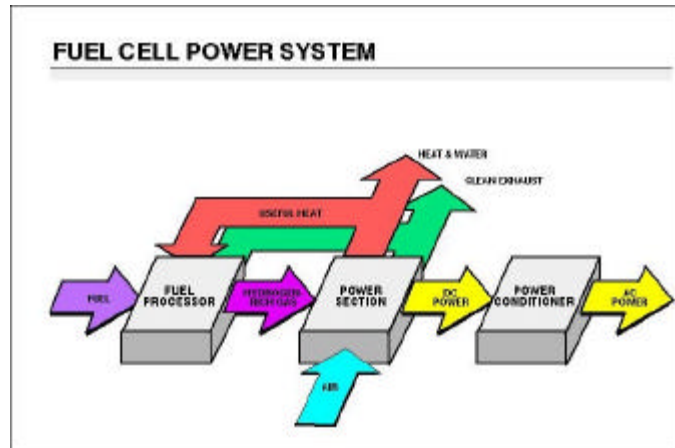 FUEL CELL POWER SYSTEM
HEAT & WATER
CLEAN EXHAUST
USEFUL HEAT
FUEL
FUEL
PROCESSOR
HYDROGEN-
RICH GAS
POWER
SECTION
DC
POWER
POWER
CONDITIONER
AC
POWER
AIR